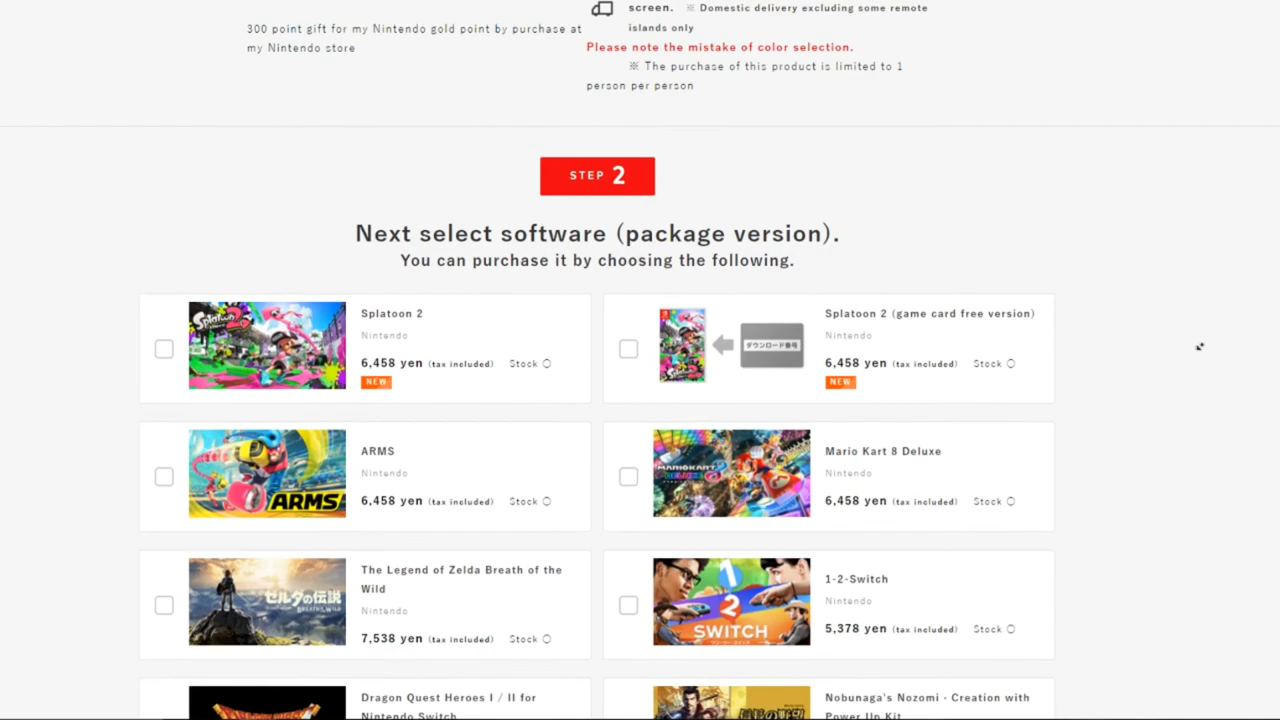 screen. ※ Domestic delivery excluding some remote
islands only
300 point gift for my Nintendo gold point by purchase at
my Nintendo store
Please note the mistake of color selection.
※ The purchase of this product is limited to 1
person per person
STEP 2
Next select software (package version).
You can purchase it by choosing the following.
Splatoon 2
Splatoon 2
Nintendo
6,458 yen (tax included) Stock ○
NEW
Splatoon 2
ダウンロード番号
Splatoon 2 (game card free version)
Nintendo
6,458 yen (tax included) Stock ○
NEW
ARMS
ARMS
Nintendo
6,458 yen (tax included) Stock ○
MARIOKART 8
Mario Kart 8 Deluxe
Nintendo
6,458 yen (tax included) Stock ○
ゼルダの伝説
The Legend of Zelda Breath of the
Wild
Nintendo
7,538 yen (tax included) Stock ○
1
2
SWITCH
1-2-Switch
Nintendo
5,378 yen (tax included) Stock ○
Dragon Quest Heroes I / II for
Nintendo Switch
Nobunaga's Nozomi - Creation with
Power Up Kit